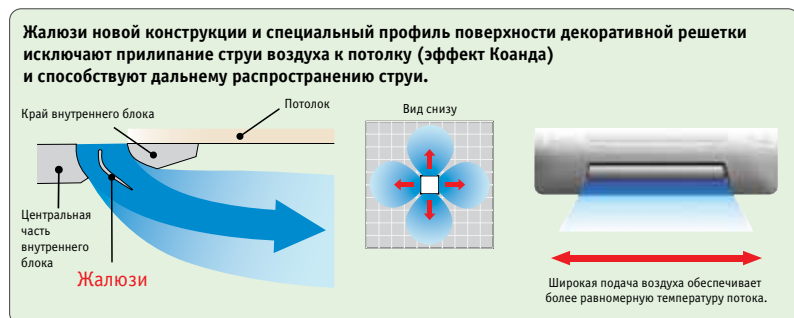 Жалюзи новой конструкции и специальный профиль поверхности декоративной решетки
исключают прилипание струи воздуха к потолку (эффект Коанда)
и способствуют дальнему распространению струи.
Край внутреннего блока
Потолок
Центральная
часть
внутреннего
блока
Жалюзи
Вид снизу
Широкая подача воздуха обеспечивает
более равномерную температуру потока.